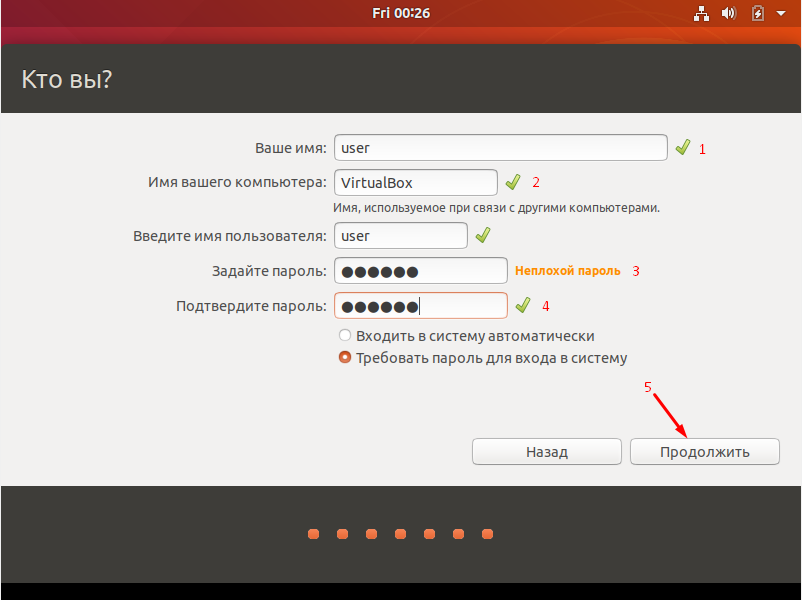 Fri 00:26
Кто вы?
Ваше имя: user 1
Имя вашего компьютера: VirtualBox 2
Имя, используемое при связи с другими компьютерами.
Введите имя пользователя: user
Задайте пароль: ●●●●●● Неплохой пароль 3
Подтвердите пароль: ●●●●●● 4
Входить в систему автоматически
Требовать пароль для входа в систему
5
Назад Продолжить